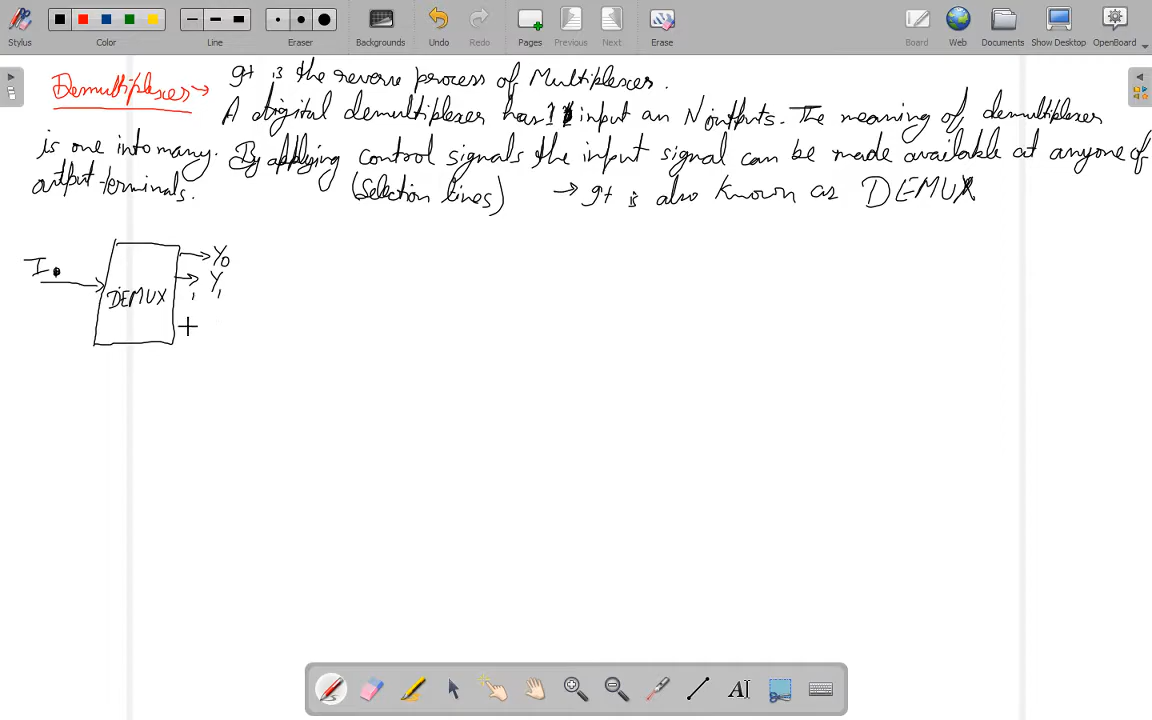 Stylus Color Line Eraser Backgrounds Undo Redo Pages Previous Next Erase Board Web Documents Show Desktop OpenBoard
Demultiplexers → It is the reverse process of Multiplexers.
A digital demultiplexer has 1 input an N outputs. The meaning of demultiplexer
is one into many. By applying control signals the input signal can be made available at anyone of
output terminals. (Selection lines) → It is also known as DEMUX
I
DEMUX
Y0
Y1